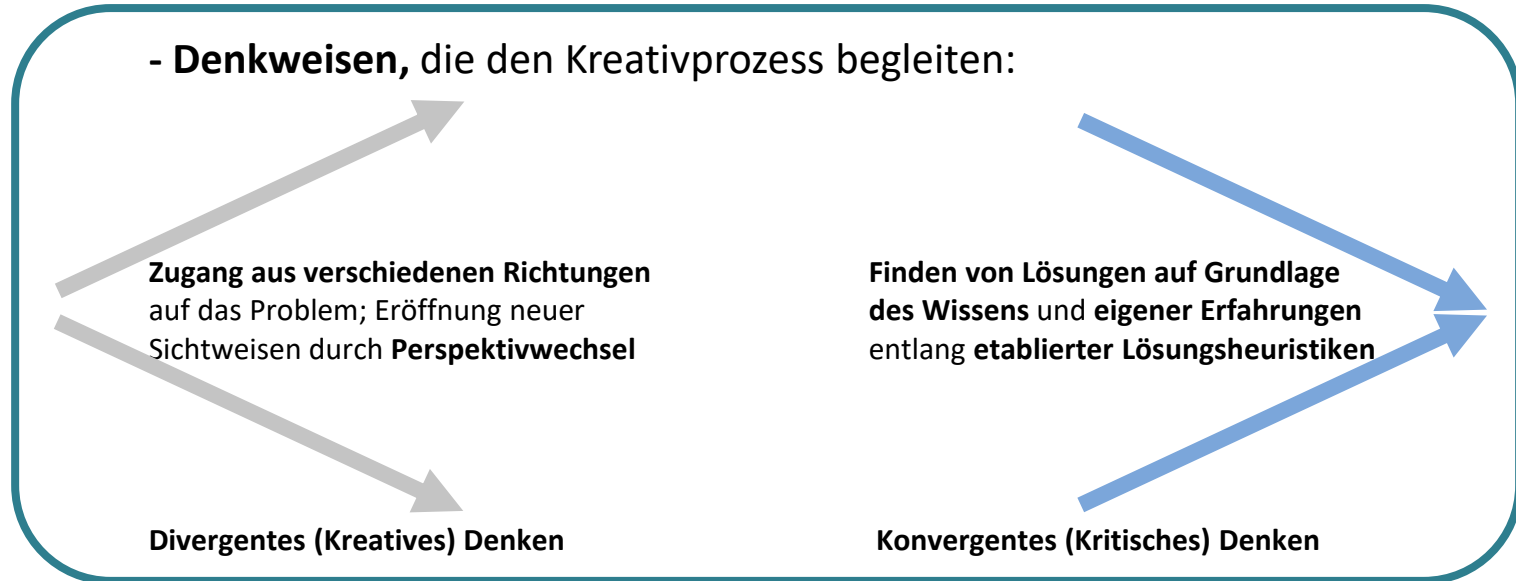 - Denkweisen, die den Kreativprozess begleiten:
Zugang aus verschiedenen Richtungen
auf das Problem; Eröffnung neuer
Sichtweisen durch Perspektivwechsel
Finden von Lösungen auf Grundlage
des Wissens und eigener Erfahrungen
entlang etablierter Lösungsheuristiken
Divergentes (Kreatives) Denken
Konvergentes (Kritisches) Denken